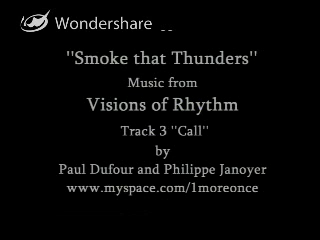 Wondershare
"Smoke that Thunders"
Music from
Visions of Rhythm
Track 3 "Call"
by
Paul Dufour and Philippe Janoyer
www.myspace.com/1moreonce